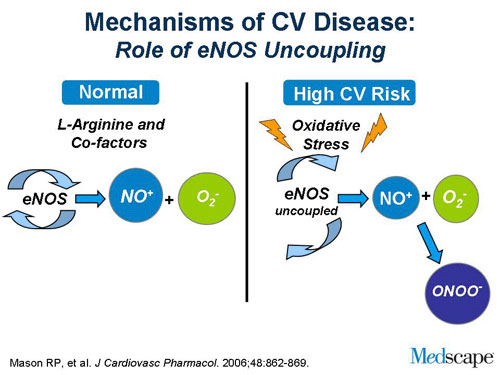 Mechanisms of CV Disease:
Role of eNOS Uncoupling
Normal
L-Arginine and
Co-factors
eNOS
NO⁺
+
O₂⁻
High CV Risk
Oxidative
Stress
eNOS
uncoupled
NO⁺
+
O₂⁻
ONOO⁻
Mason RP, et al. J Cardiovasc Pharmacol. 2006;48:862-869.
Medscape